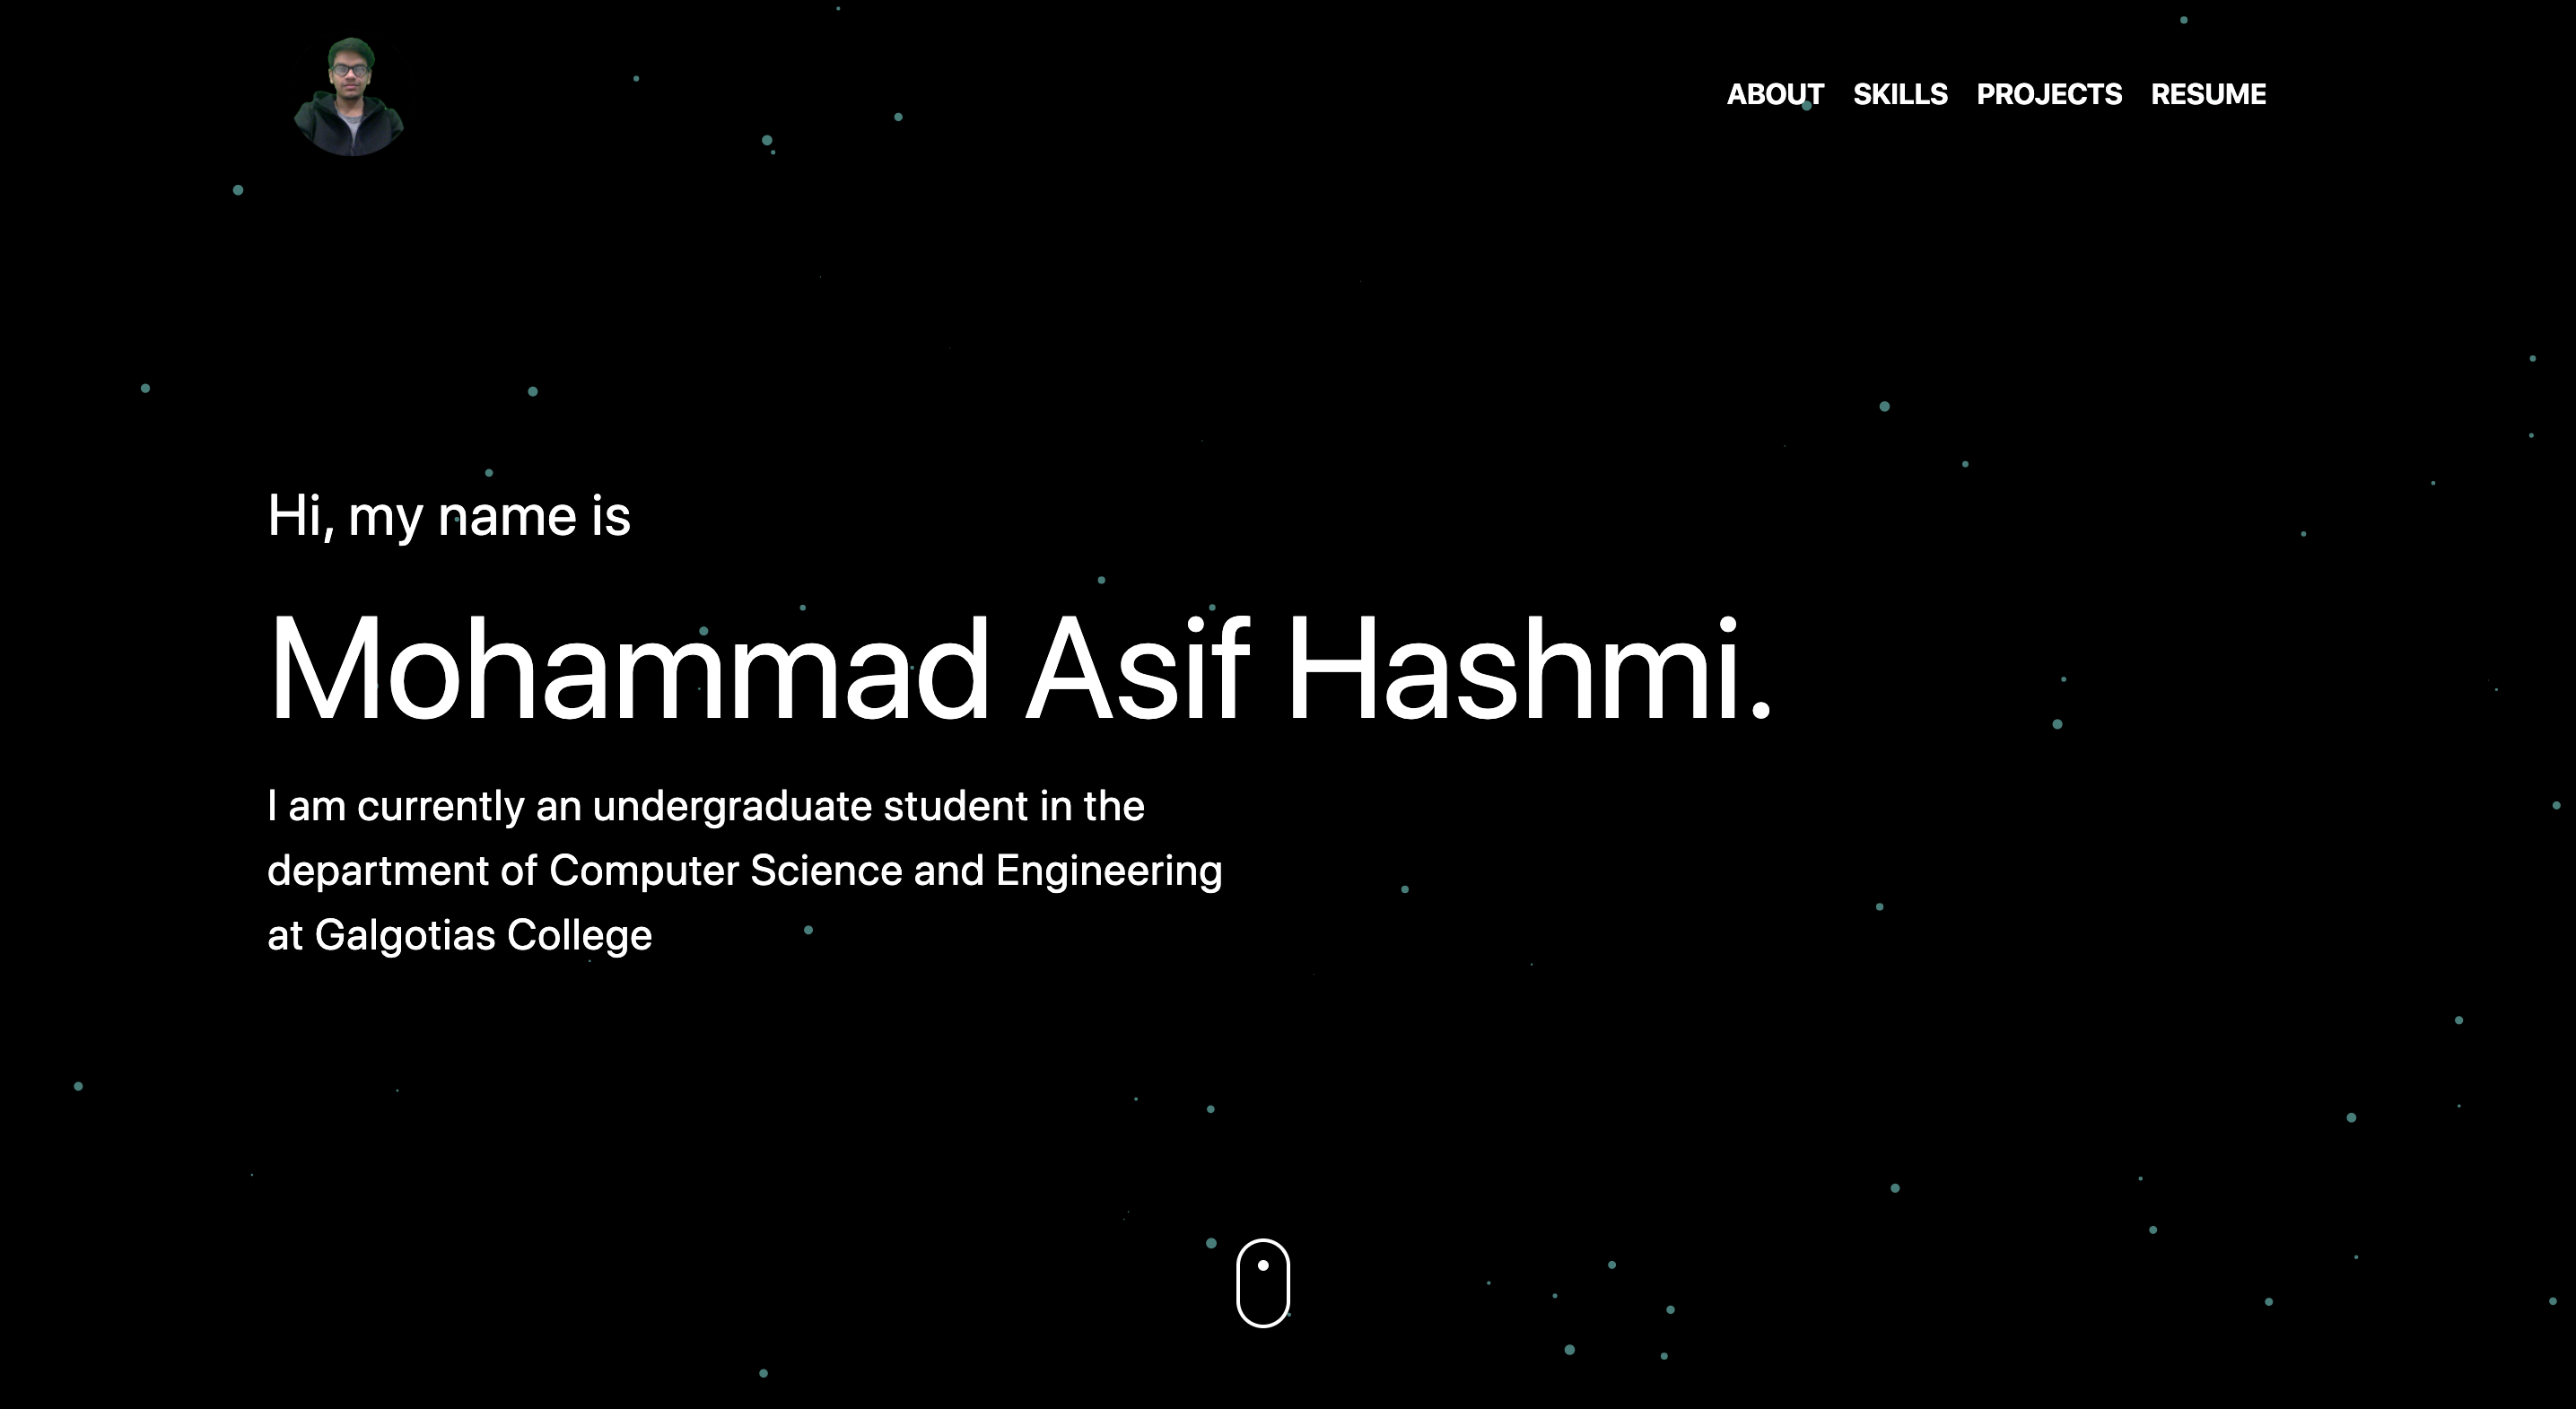 ABOUT SKILLS PROJECTS RESUME
Hi, my name is
Mohammad Asif Hashmi.
I am currently an undergraduate student in the
department of Computer Science and Engineering
at Galgotias College